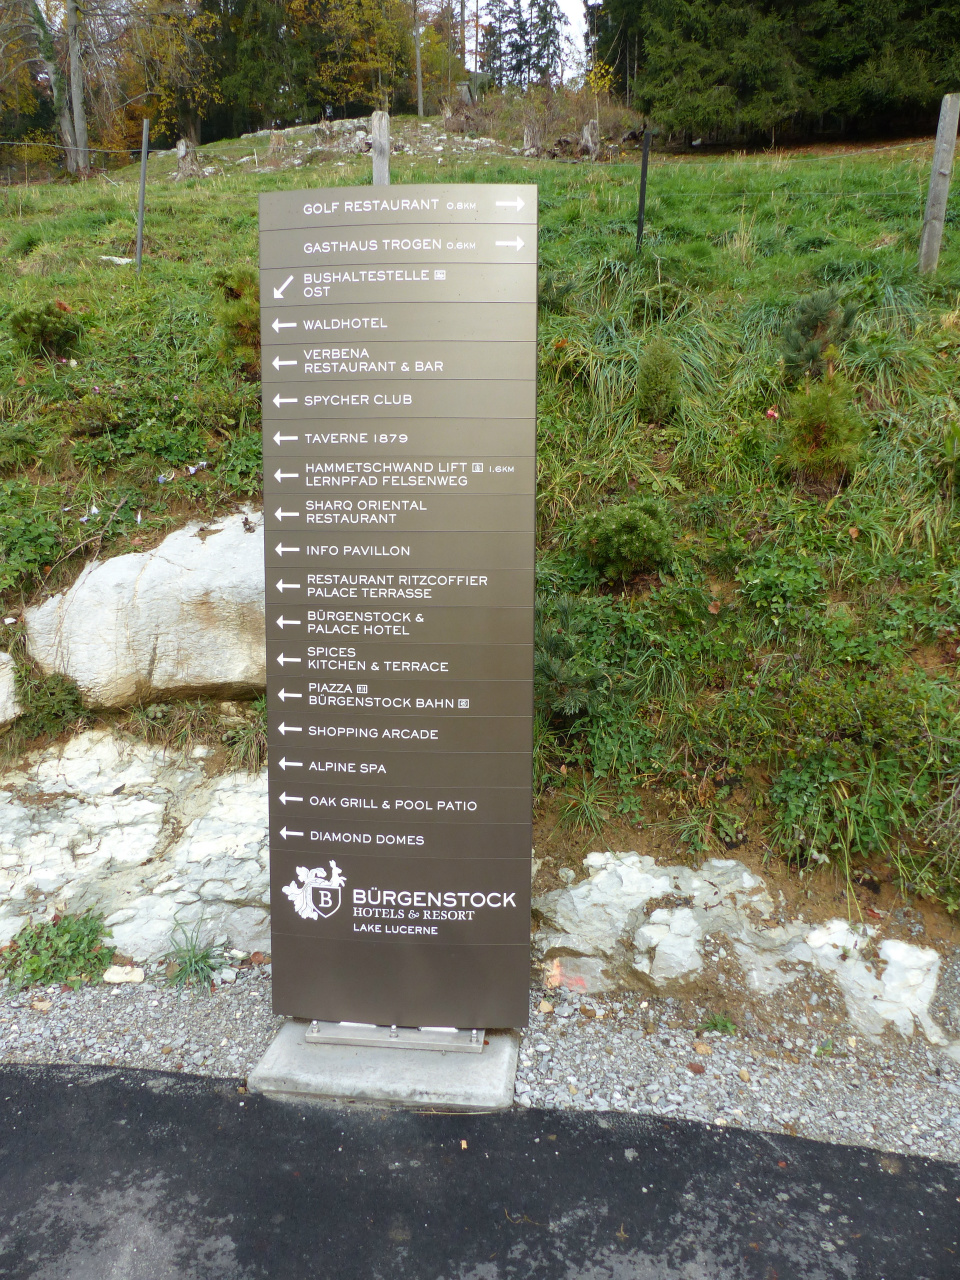 GOLF RESTAURANT 0.8KM
GASTHAUS TROGEN 0.6KM
BUSHALTESTELLE
OST
WALDHOTEL
VERBENA
RESTAURANT & BAR
SPYCHER CLUB
TAVERNE 1879
HAMMETSCHWAND LIFT 1.6KM
LERNPFAD FELSENWEG
SHARQ ORIENTAL
RESTAURANT
INFO PAVILLON
RESTAURANT RITZCOFFIER
PALACE TERRASSE
BÜRGENSTOCK &
PALACE HOTEL
SPICES
KITCHEN & TERRACE
PIAZZA
BÜRGENSTOCK BAHN
SHOPPING ARCADE
ALPINE SPA
OAK GRILL & POOL PATIO
DIAMOND DOMES
B
BÜRGENSTOCK
HOTELS & RESORT
LAKE LUCERNE